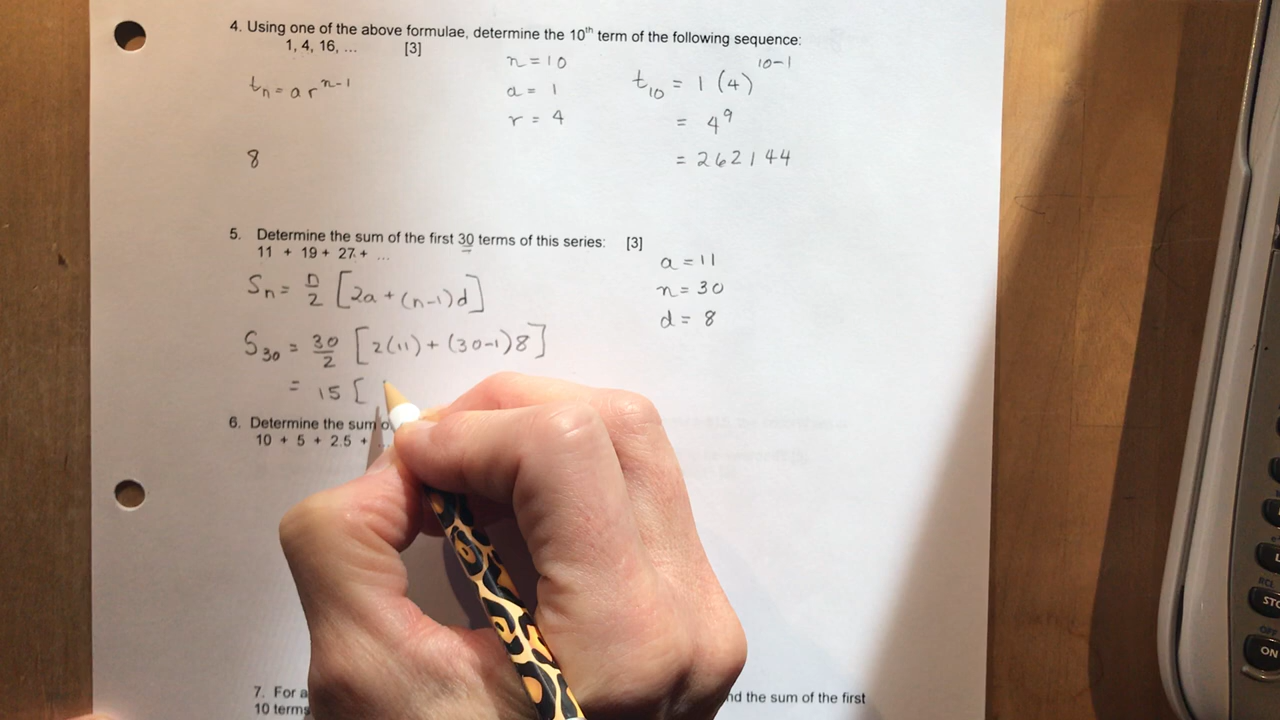 4. Using one of the above formulae, determine the 10th term of the following sequence:
1, 4, 16, ... [3]
tn = ar^n-1
n = 10
a = 1
r = 4
t10 = 1 (4)^10-1
= 4^9
= 262144
8
5. Determine the sum of the first 30 terms of this series: [3]
11 + 19 + 27 + ...
a = 11
n = 30
d = 8
Sn = n/2 [2a + (n-1)d]
S30 = 30/2 [2(11) + (30-1)8]
= 15 [
6. Determine the sum o
10 + 5 + 2.5 +
7. For a nd the sum of the first
10 terms
ON